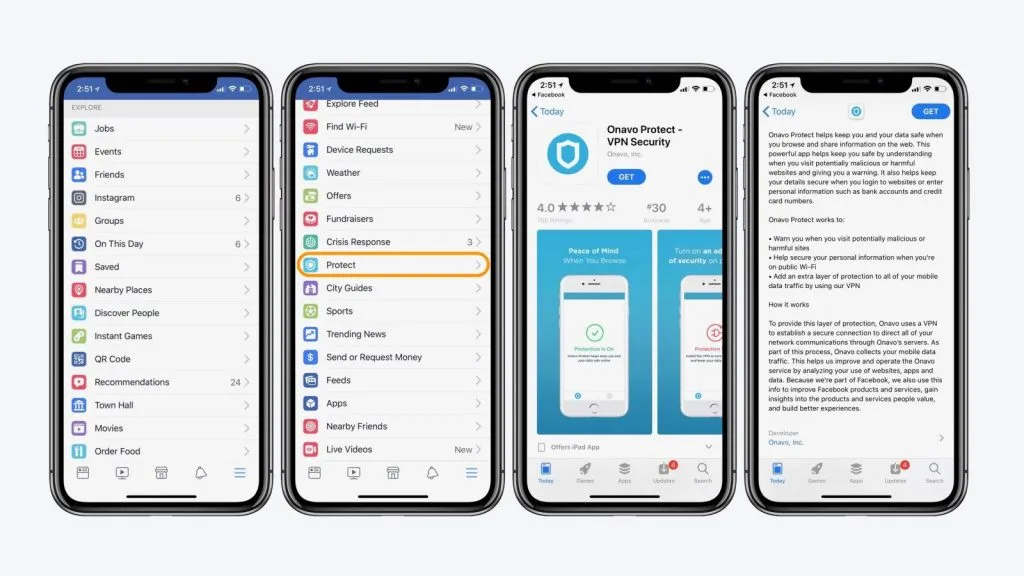 2:51
EXPLORE
Jobs
Events
Friends
Instagram 6
Groups
On This Day 6
Saved
Nearby Places
Discover People
Instant Games
QR Code
Recommendations 24
Town Hall
Movies
Order Food
2:51
Explore Feed
Find Wi-Fi New
Device Requests
Weather
Offers
Fundraisers
Crisis Response 3
Protect
City Guides
Sports
Trending News
Send or Request Money
Feeds
Apps
Nearby Friends
Live Videos New
2:51
Facebook
Today
Onavo Protect -
VPN Security
Onavo, Inc.
GET
4.0 #30 4+
Ratings Business Age
Peace of Mind
When You Browse
Protection Is On
Turn on an ad
of security on p
Protection
Offers iPad App
4
Today Games Apps Updates Search
2:51
Facebook
Today GET
Onavo Protect helps keep you and your data safe when
you browse and share information on the web. This
powerful app helps keep you safe by understanding
when you visit potentially malicious or harmful
websites and giving you a warning. It also helps keep
your details secure when you login to websites or enter
personal information such as bank accounts and credit
card numbers.
Onavo Protect works to:
• Warn you when you visit potentially malicious or
harmful sites
• Help secure your personal information when you're
on public Wi-Fi
• Add an extra layer of protection to all of your mobile
data traffic by using our VPN
How it works
To provide this layer of protection, Onavo uses a VPN
to establish a secure connection to direct all of your
network communications through Onavo's servers. As
part of this process, Onavo collects your mobile data
traffic. This helps us improve and operate the Onavo
service by analyzing your use of websites, apps and
data. Because we're part of Facebook, we also use this
info to improve Facebook products and services, gain
insights into the products and services people value,
and build better experiences.
Developer
Onavo, Inc.
4
Today Games Apps Updates Search